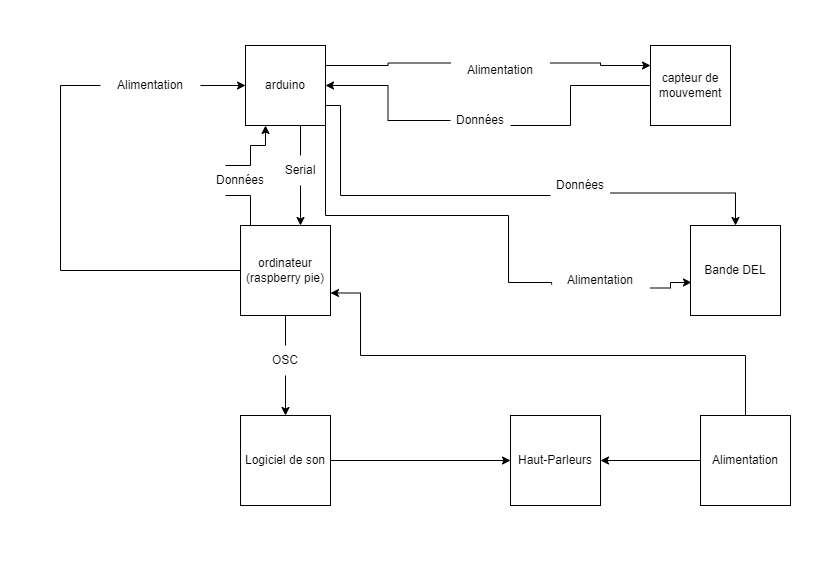 Alimentation
arduino
Alimentation
capteur de
mouvement
Données
Données
Serial
Données
ordinateur
(raspberry pie)
Bande DEL
Alimentation
OSC
Logiciel de son
Haut-Parleurs
Alimentation